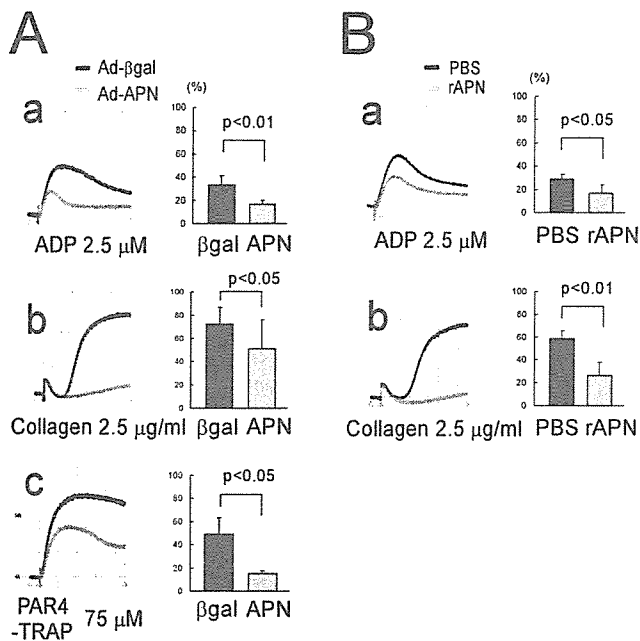 A
Ad-βgal
Ad-APN
a
(%)
100
80
60
40
20
0
p<0.01
ADP 2.5 μM
βgal APN
b
100
80
60
40
20
0
p<0.05
Collagen 2.5 μg/ml
βgal APN
c
100
80
60
40
20
0
p<0.05
PAR4
-TRAP
75 μM
βgal APN
B
PBS
rAPN
a
(%)
100
80
60
40
20
0
p<0.05
ADP 2.5 μM
PBS rAPN
b
100
80
60
40
20
0
p<0.01
Collagen 2.5 μg/ml
PBS rAPN